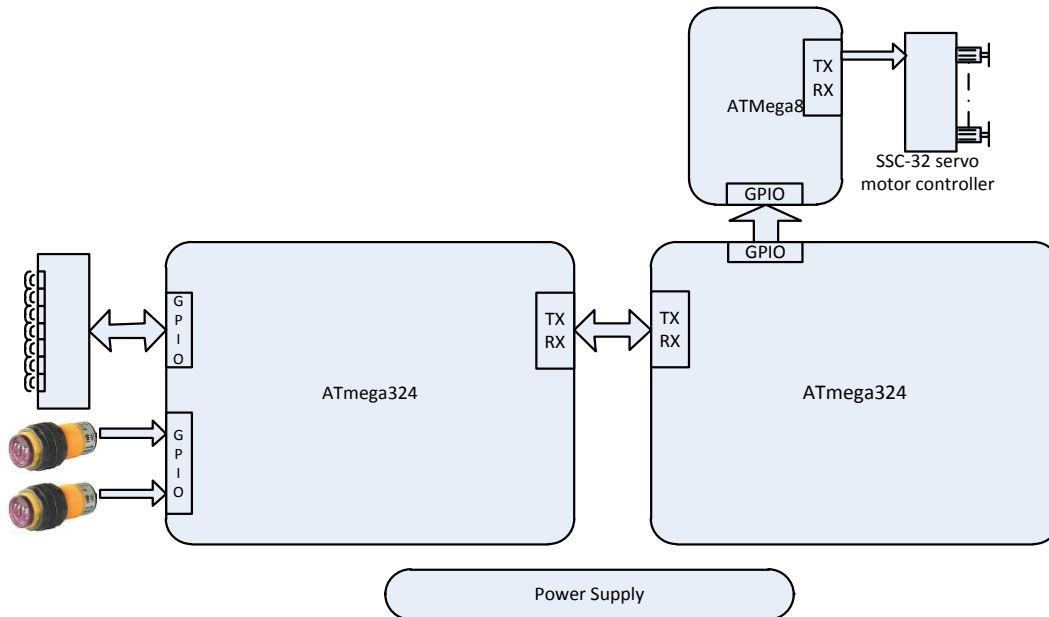 TX
RX
ATMega8
GPIO
SSC-32 servo
motor controller
GPIO
G
P
I
O
TX
RX
TX
RX
ATmega324
ATmega324
G
P
I
O
Power Supply